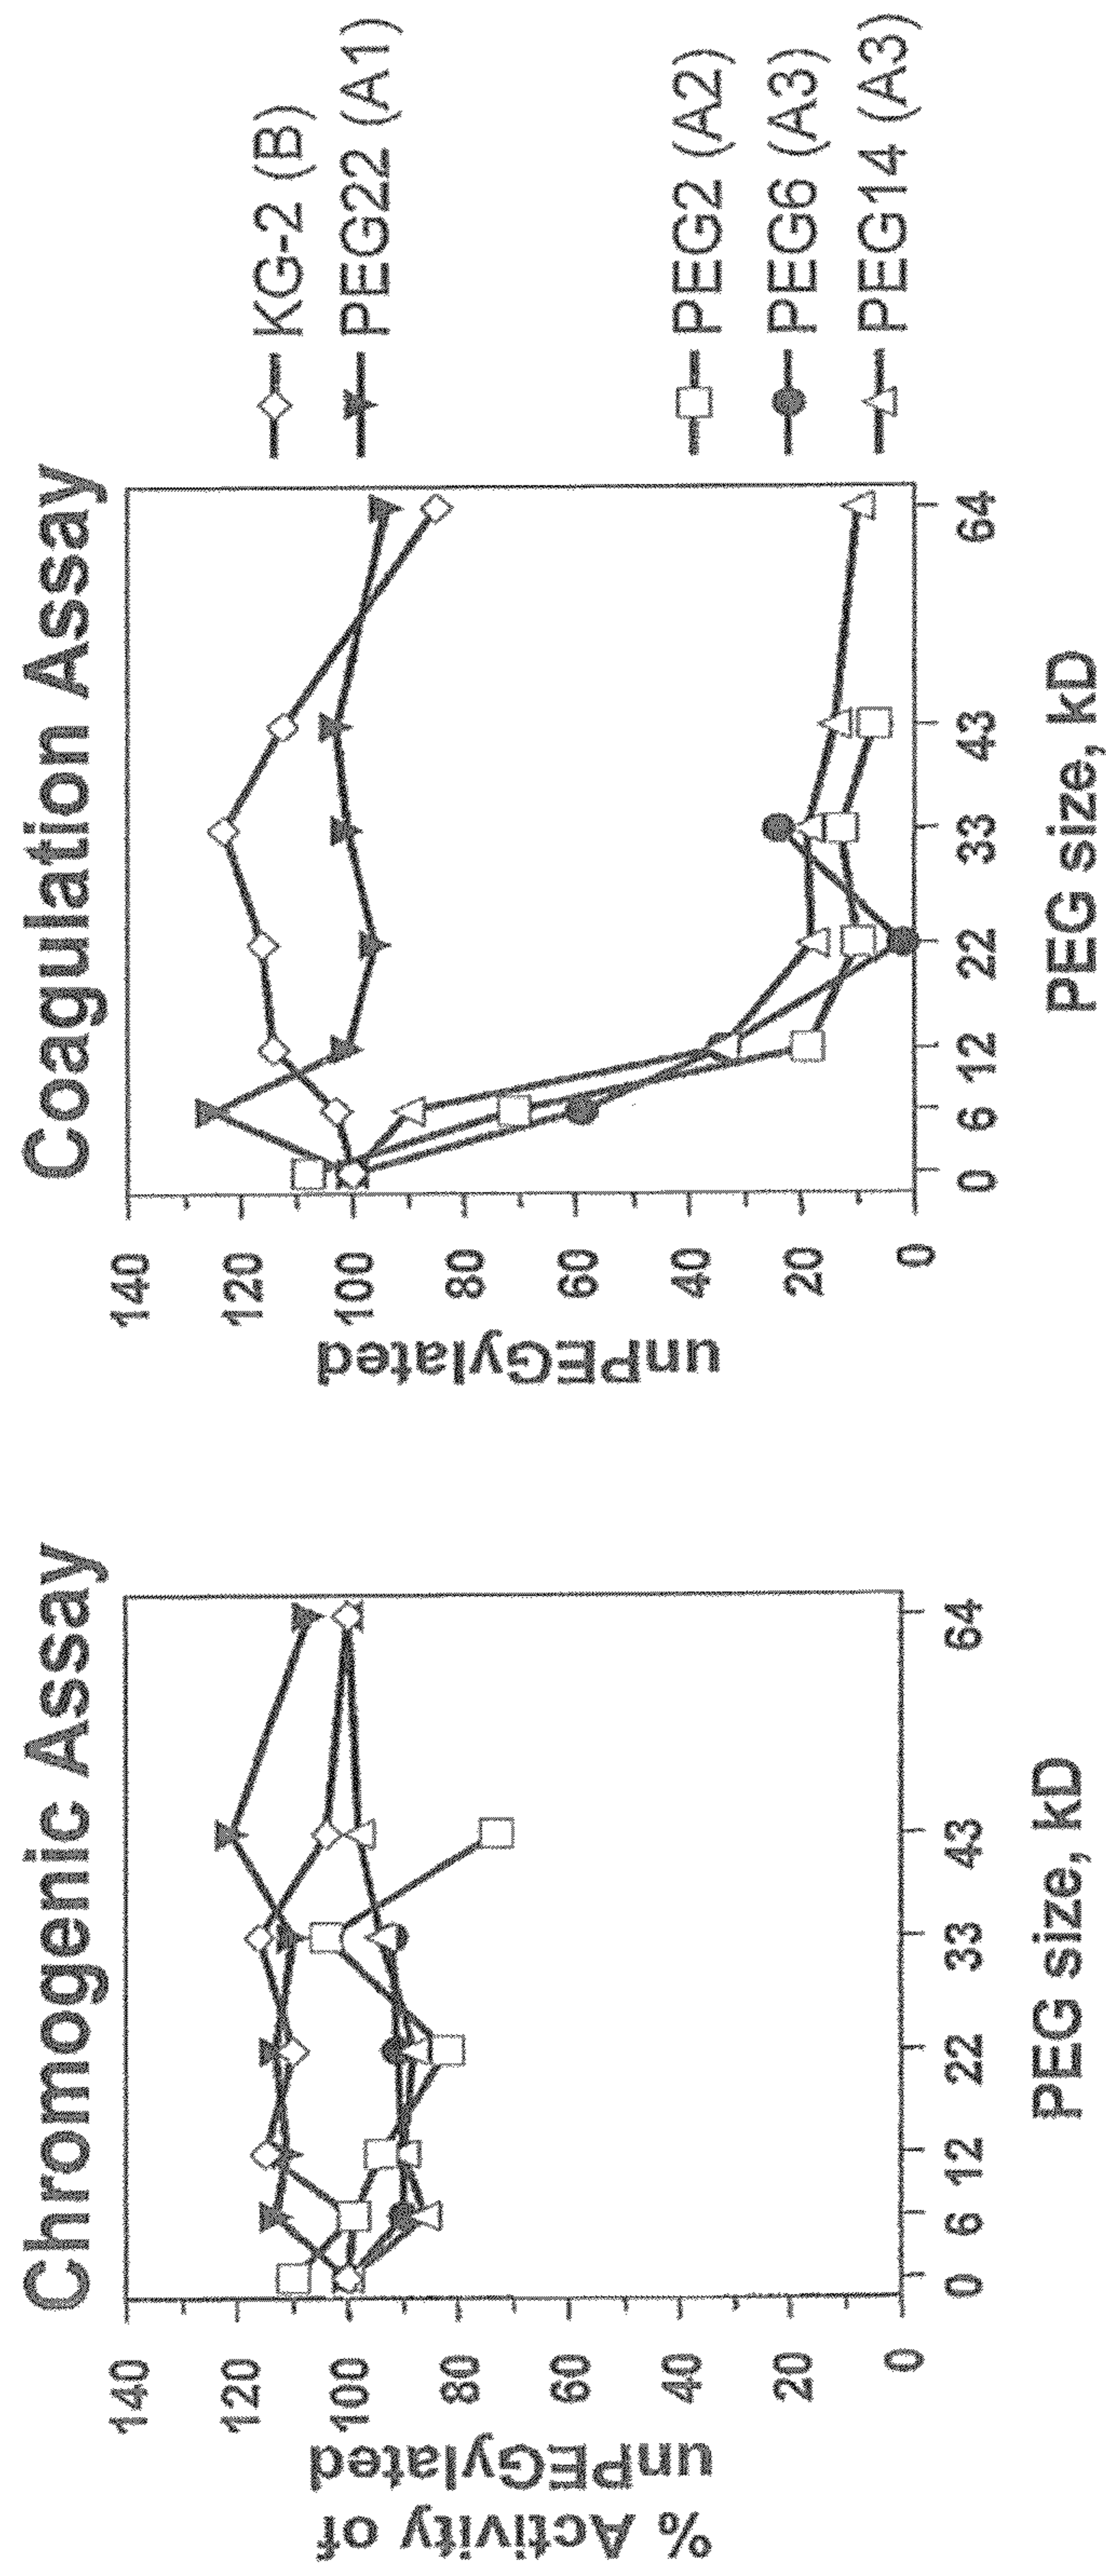 Chromogenic Assay
% Activity of
unPEGylated
140
120
100
80
60
40
20
0
0 6 12 22 33 43 64
PEG size, kD
Coagulation Assay
unPEGylated
140
120
100
80
60
40
20
0
0 6 12 22 33 43 64
PEG size, kD
KG-2 (B)
PEG22 (A1)
PEG2 (A2)
PEG6 (A3)
PEG14 (A3)